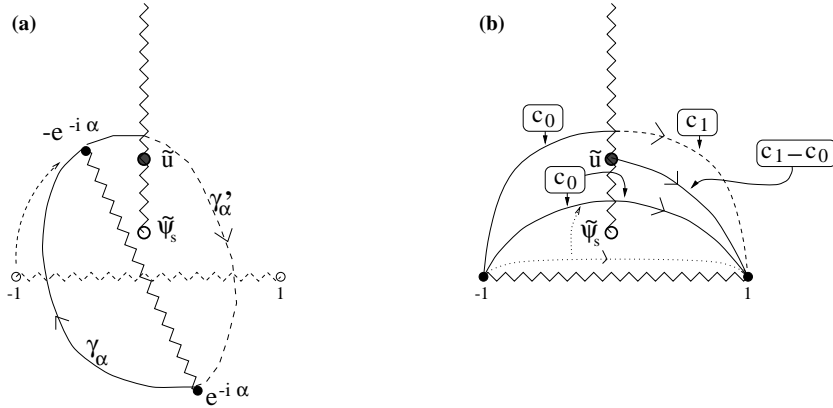 (a)
-e^{-i α}
ũ
γ_α'
ψ̃_s
-1
1
γ_α
e^{-i α}
(b)
c_0
c_1
ũ
c_1–c_0
c_0
ψ̃_s
-1
1